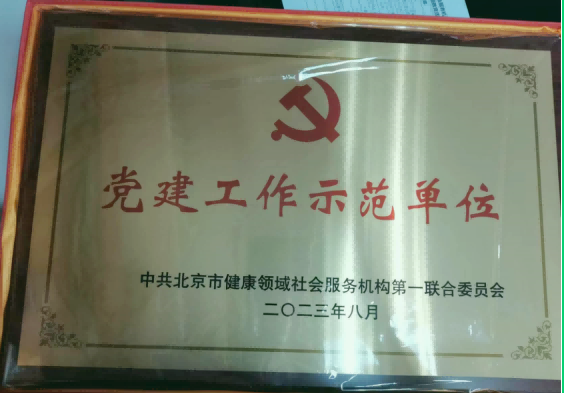 党建工作示范单位
中共北京市健康领域社会服务机构第一联合委员会
二〇二三年八月